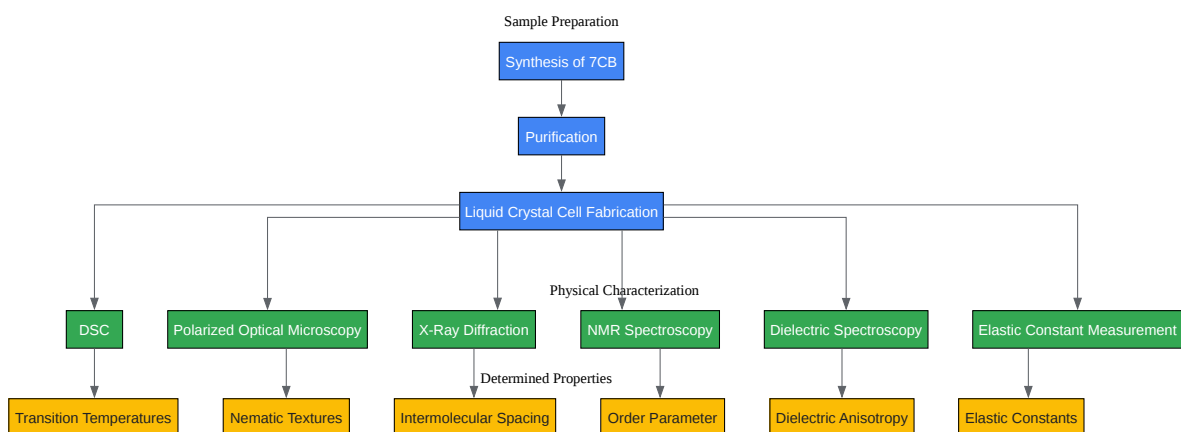 Sample Preparation
Synthesis of 7CB
Purification
Liquid Crystal Cell Fabrication
Physical Characterization
DSC
Polarized Optical Microscopy
X-Ray Diffraction
NMR Spectroscopy
Dielectric Spectroscopy
Elastic Constant Measurement
Determined Properties
Transition Temperatures
Nematic Textures
Intermolecular Spacing
Order Parameter
Dielectric Anisotropy
Elastic Constants